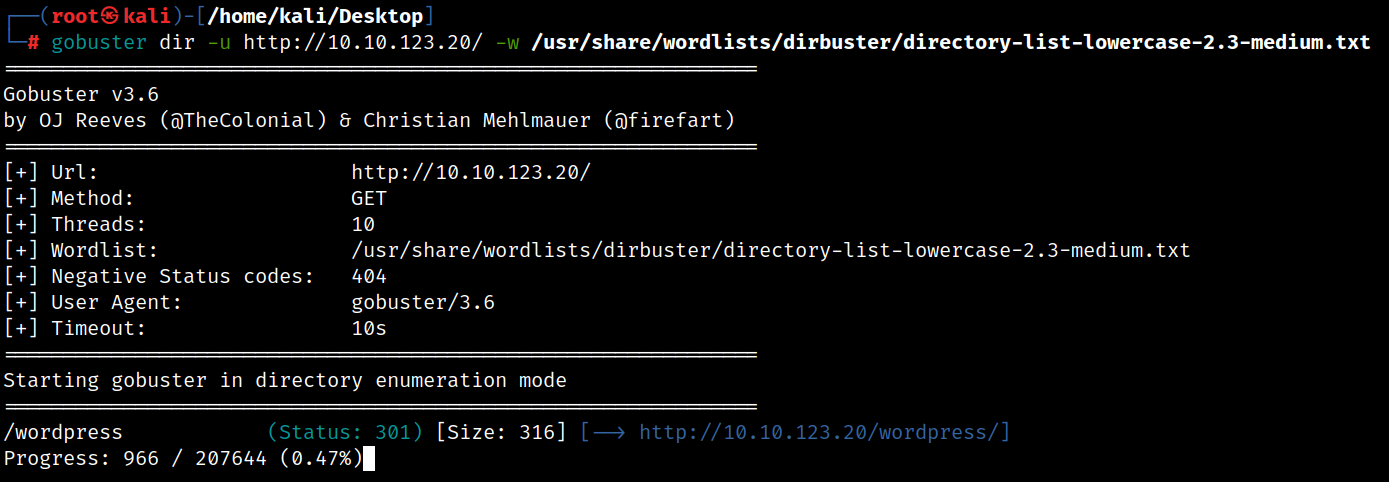 ┌──(root㉿kali)-[/home/kali/Desktop]
└─# gobuster dir -u http://10.10.123.20/ -w /usr/share/wordlists/dirbuster/directory-list-lowercase-2.3-medium.txt
===============================================================
Gobuster v3.6
by OJ Reeves (@TheColonial) & Christian Mehlmauer (@firefart)
===============================================================
[+] Url:                     http://10.10.123.20/
[+] Method:                  GET
[+] Threads:                 10
[+] Wordlist:                /usr/share/wordlists/dirbuster/directory-list-lowercase-2.3-medium.txt
[+] Negative Status codes:   404
[+] User Agent:              gobuster/3.6
[+] Timeout:                 10s
===============================================================
Starting gobuster in directory enumeration mode
===============================================================
/wordpress            (Status: 301) [Size: 316] [--> http://10.10.123.20/wordpress/]
Progress: 966 / 207644 (0.47%)